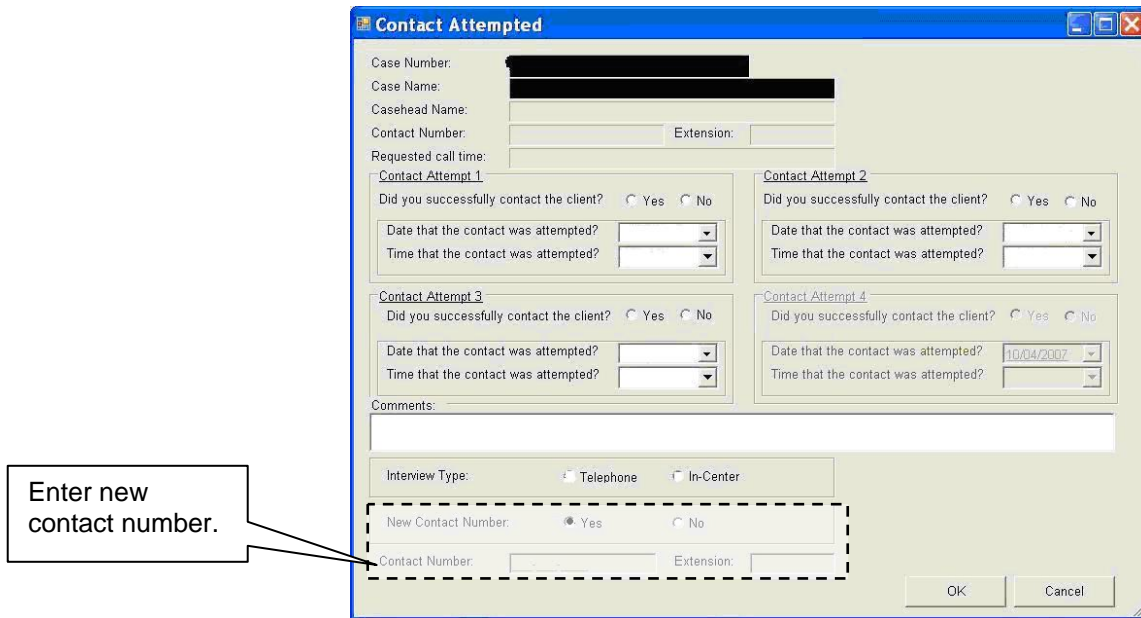 Contact Attempted
Case Number:
Case Name:
Casehead Name:
Contact Number: Extension:
Requested call time:
Contact Attempt 1
Did you successfully contact the client? Yes No
Date that the contact was attempted?
Time that the contact was attempted?
Contact Attempt 2
Did you successfully contact the client? Yes No
Date that the contact was attempted?
Time that the contact was attempted?
Contact Attempt 3
Did you successfully contact the client? Yes No
Date that the contact was attempted?
Time that the contact was attempted?
Contact Attempt 4
Did you successfully contact the client? Yes No
Date that the contact was attempted? 10/04/2007
Time that the contact was attempted?
Comments:
Interview Type: Telephone In-Center
New Contact Number: Yes No
Contact Number: Extension:
OK Cancel
Enter new
contact number.